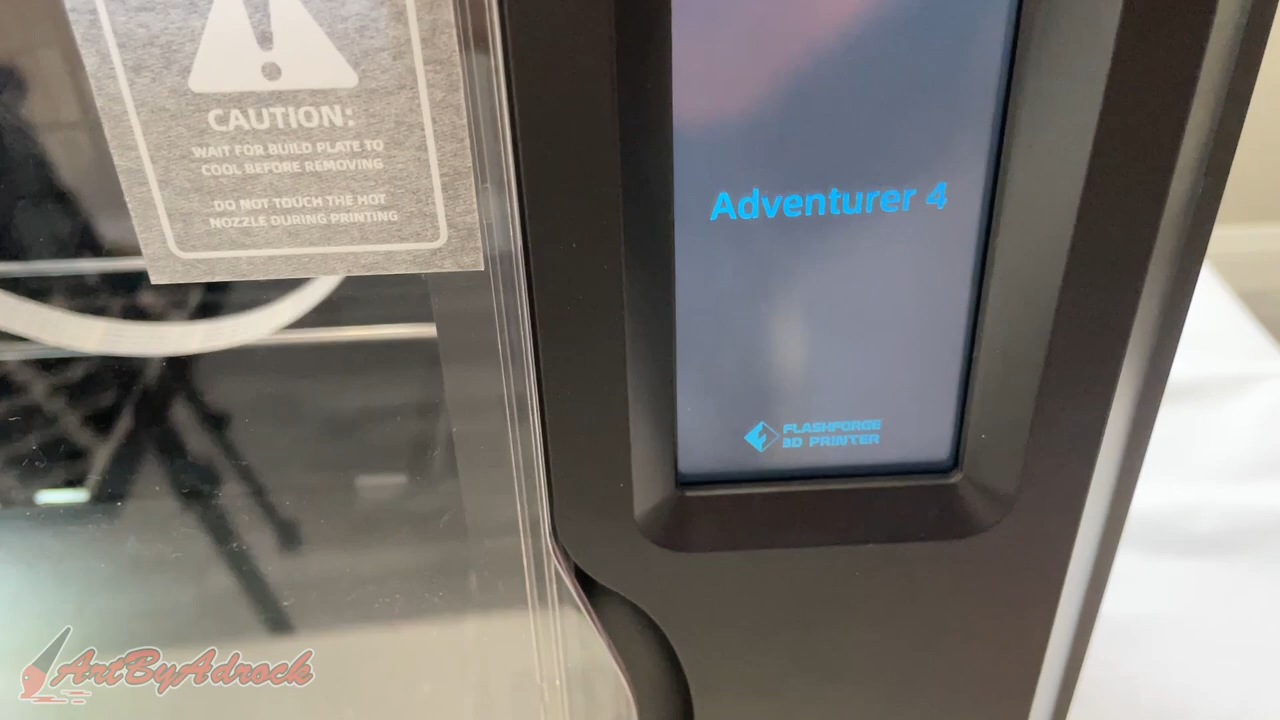 CAUTION:
WAIT FOR BUILD PLATE TO
COOL BEFORE REMOVING
DO NOT TOUCH THE HOT
NOZZLE DURING PRINTING
Adventurer 4
FLASHFORGE
3D PRINTER
ArtByAdrock